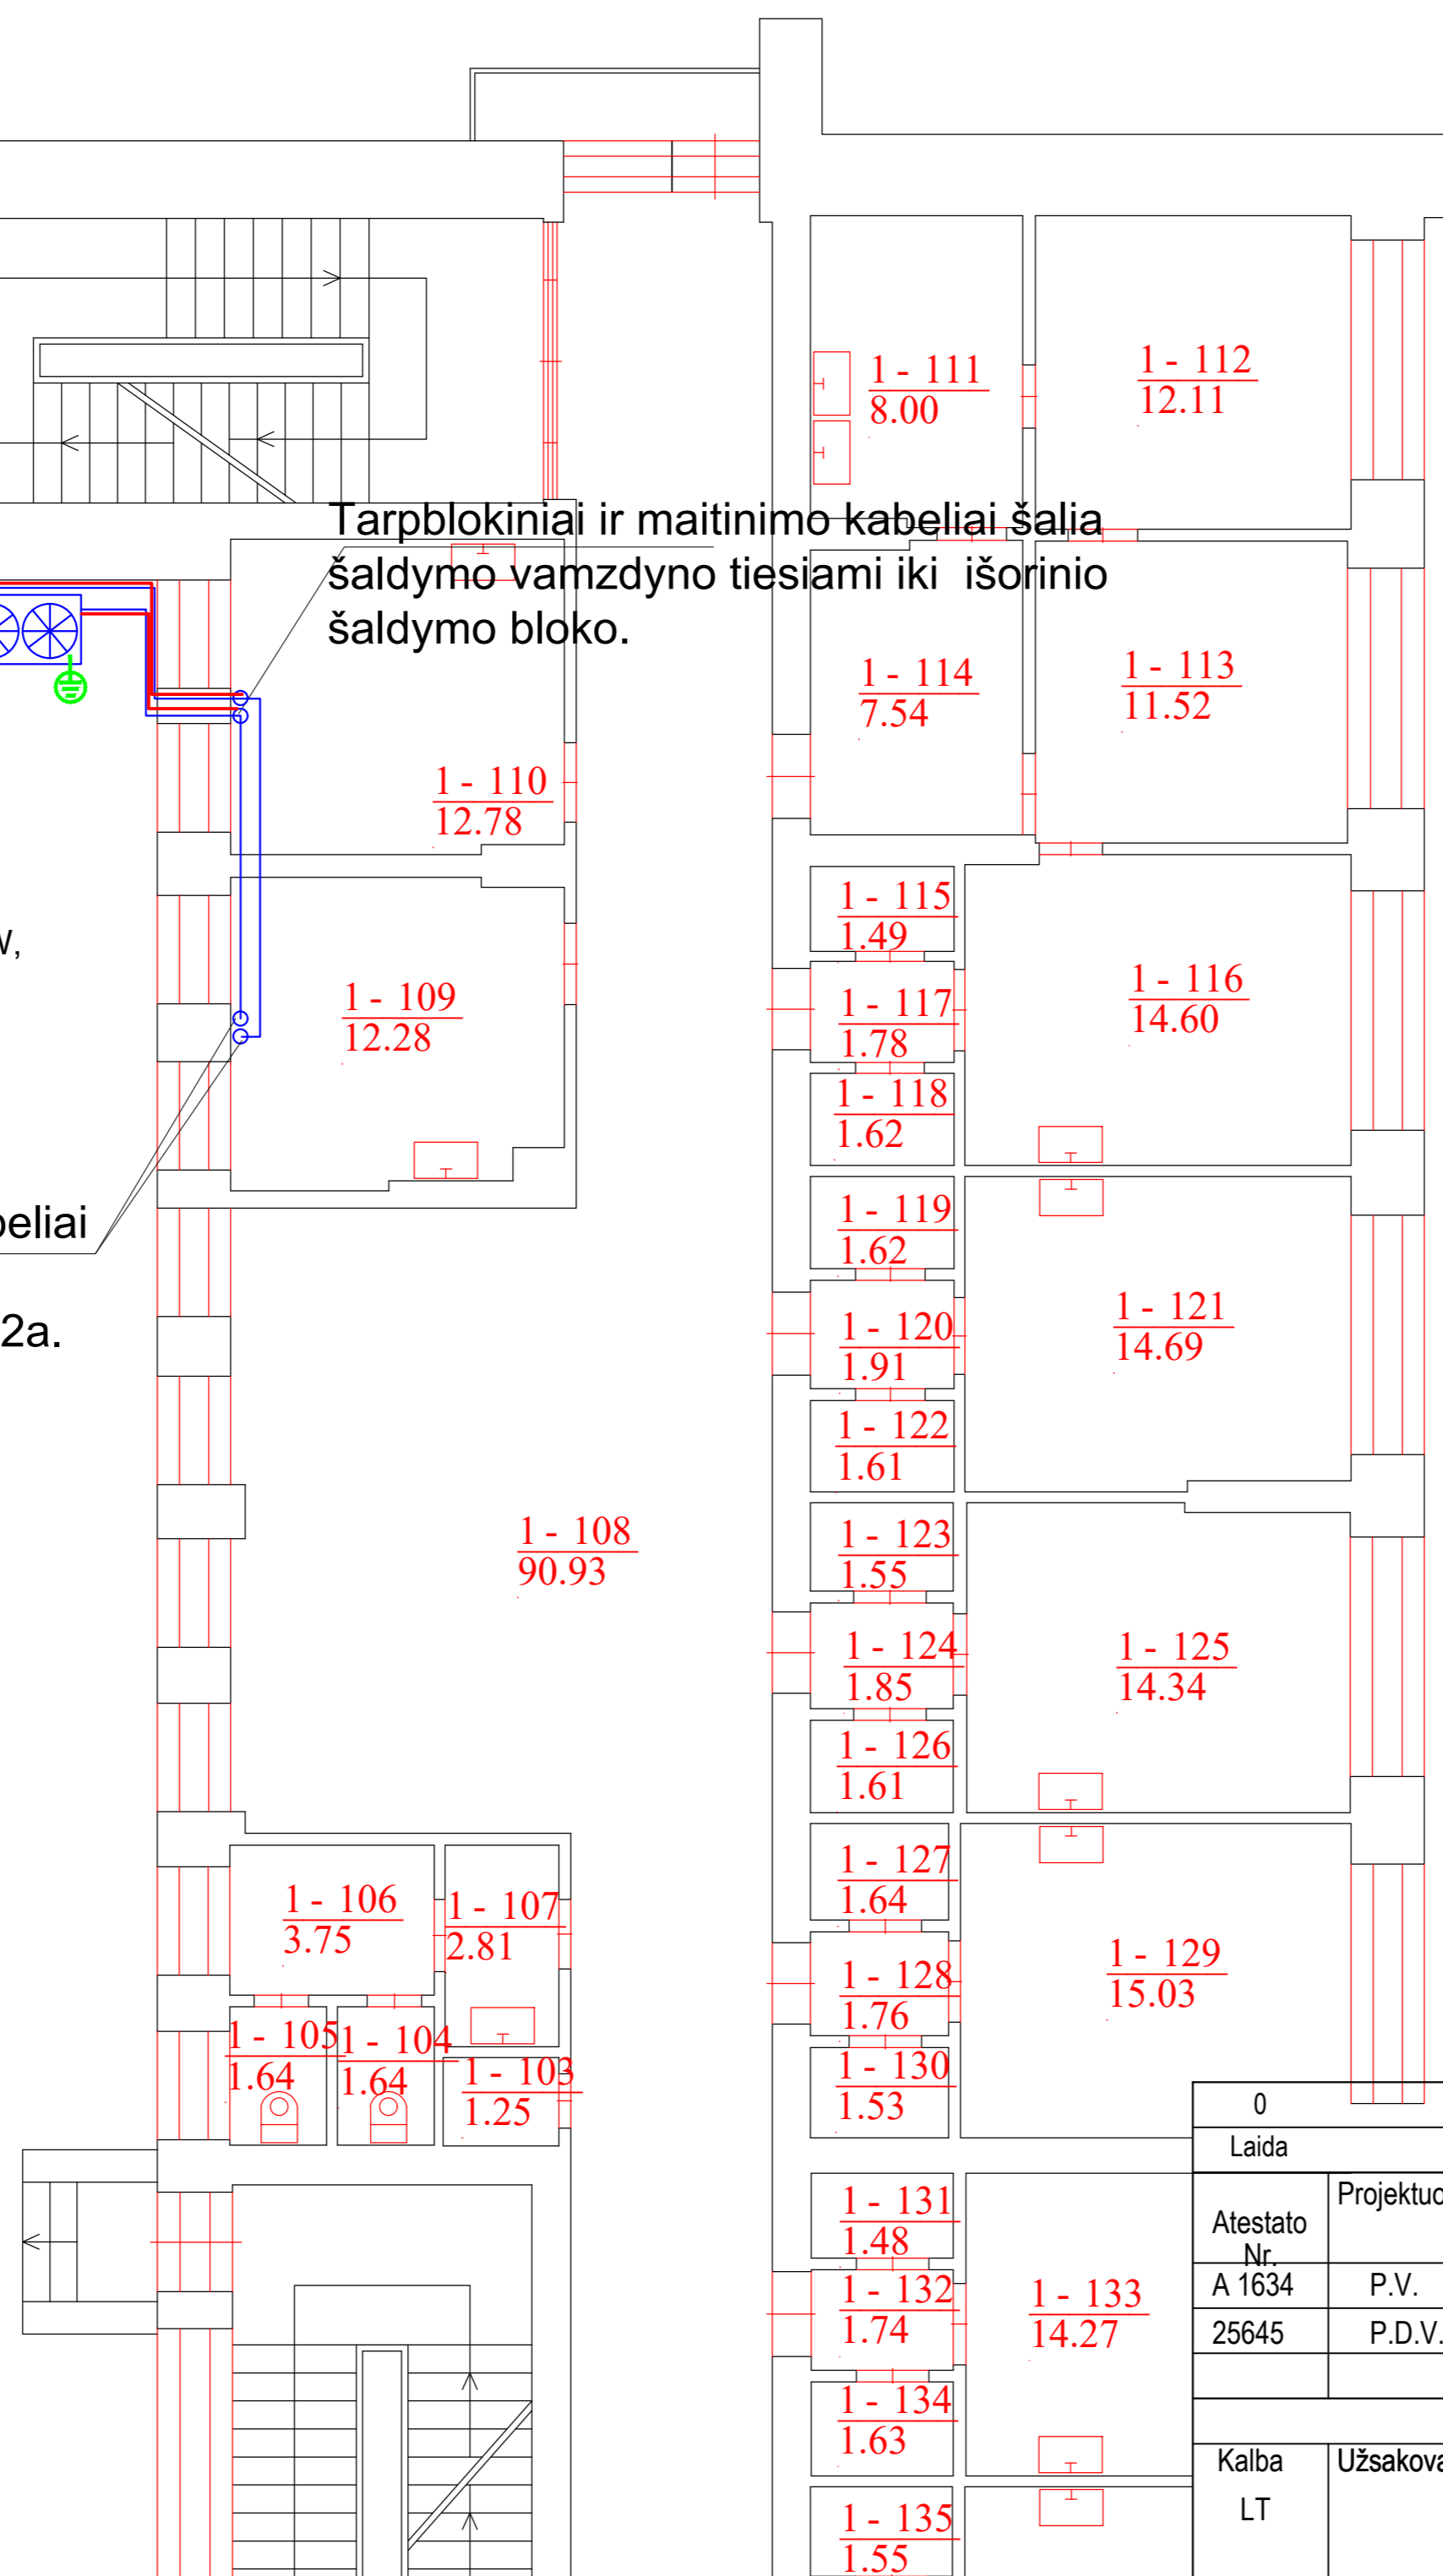 1 - 111
8.00
1 - 112
12.11
Tarpblokiniai ir maitinimo kabeliai šalia
šaldymo vamzdyno tiesiami iki išorinio
šaldymo bloko.
1 - 114
7.54
1 - 113
11.52
1 - 110
12.78
1 - 115
1.49
1 - 109
12.28
1 - 117
1.78
1 - 116
14.60
1 - 118
1.62
beliai
1 - 119
1.62
2a.
1 - 120
1.91
1 - 121
14.69
1 - 122
1.61
1 - 108
90.93
1 - 123
1.55
1 - 124
1.85
1 - 125
14.34
1 - 126
1.61
1 - 127
1.64
1 - 106
3.75
1 - 107
2.81
1 - 128
1.76
1 - 129
15.03
1 - 105
1.64
1 - 104
1.64
1 - 103
1.25
1 - 130
1.53
0
Laida
1 - 131
1.48
Atestato
Nr.
Projektuo
1 - 132
1.74
1 - 133
14.27
A 1634 P.V.
25645 P.D.V.
1 - 134
1.63
Kalba
LT
Užsakova
1 - 135
1.55